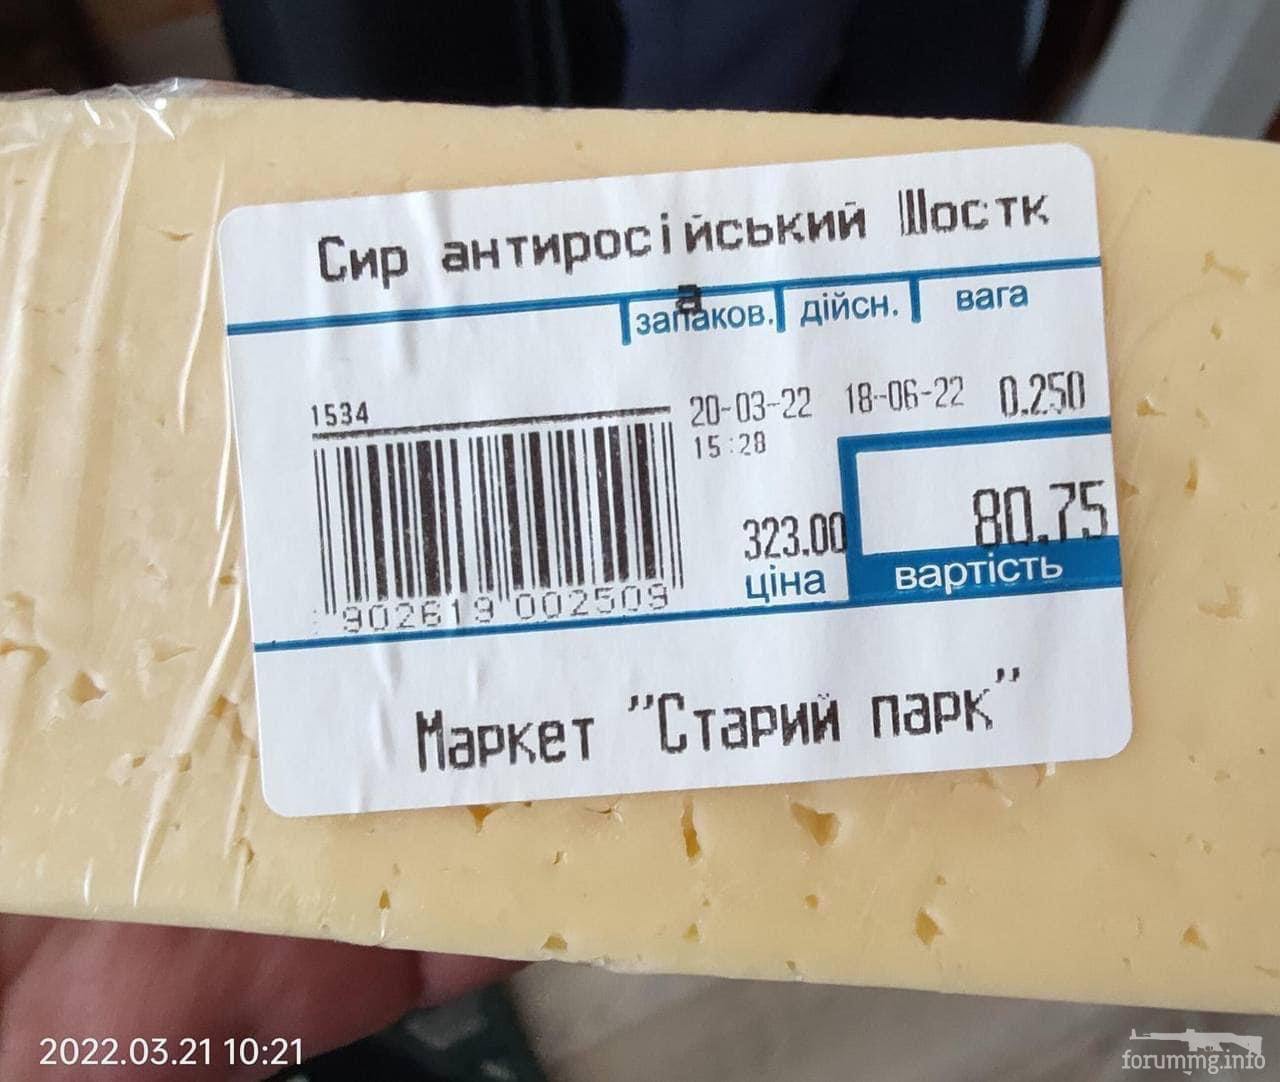 Сир антиросійський Шостк
а
запаков. дійсн. вага
1534
20-03-22 18-06-22 0.250
15:28
323.00 80.75
ціна вартість
902619 002509
Маркет "Старий парк"
2022.03.21 10:21
forummg.info